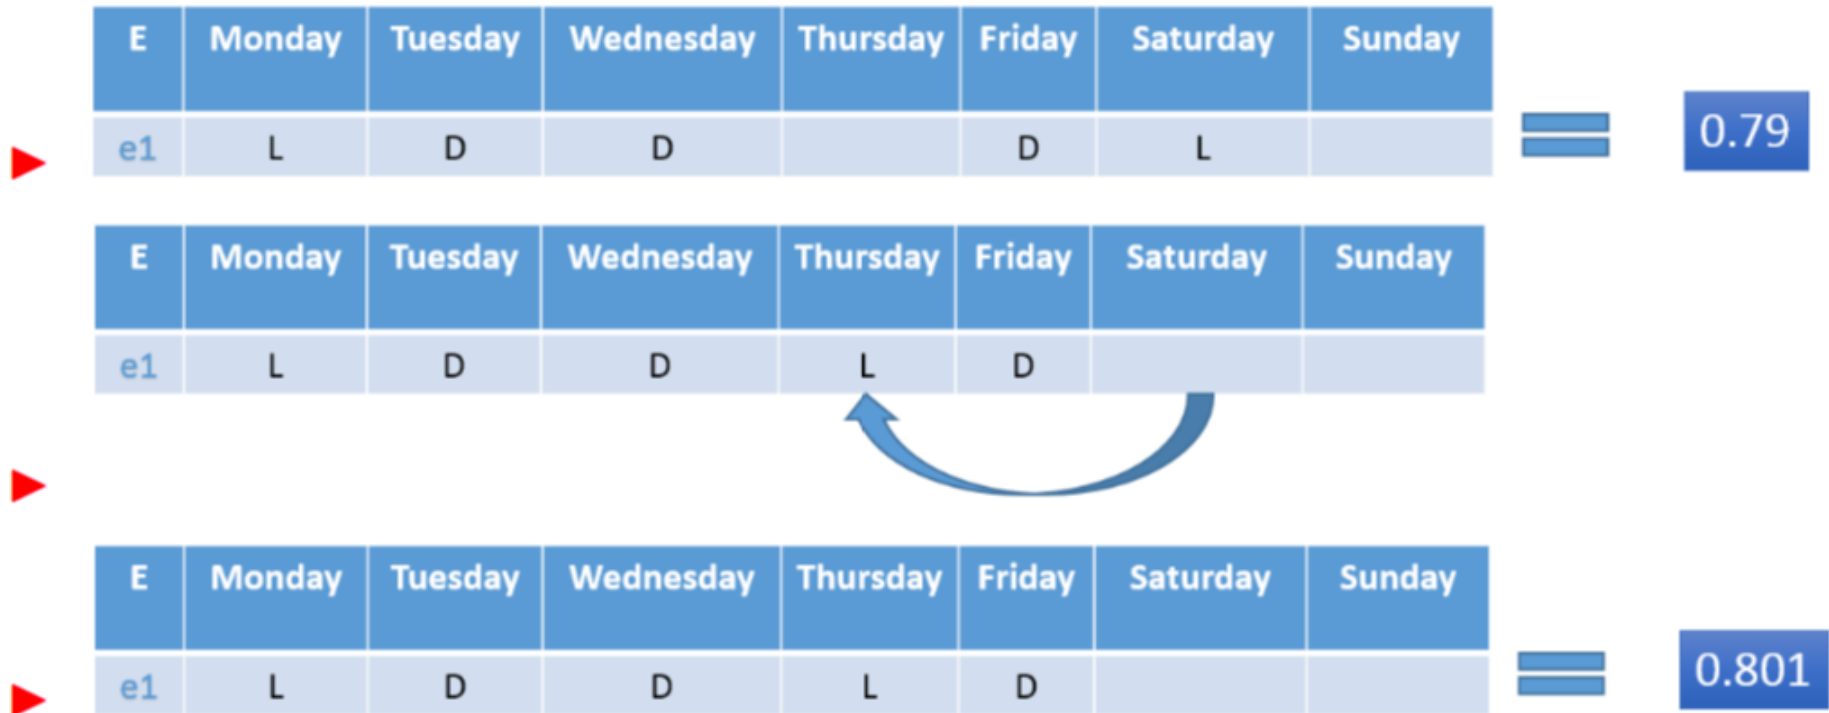 E Monday Tuesday Wednesday Thursday Friday Saturday Sunday
e1 L D D D L
0.79
E Monday Tuesday Wednesday Thursday Friday Saturday Sunday
e1 L D D L D
E Monday Tuesday Wednesday Thursday Friday Saturday Sunday
e1 L D D L D
0.801